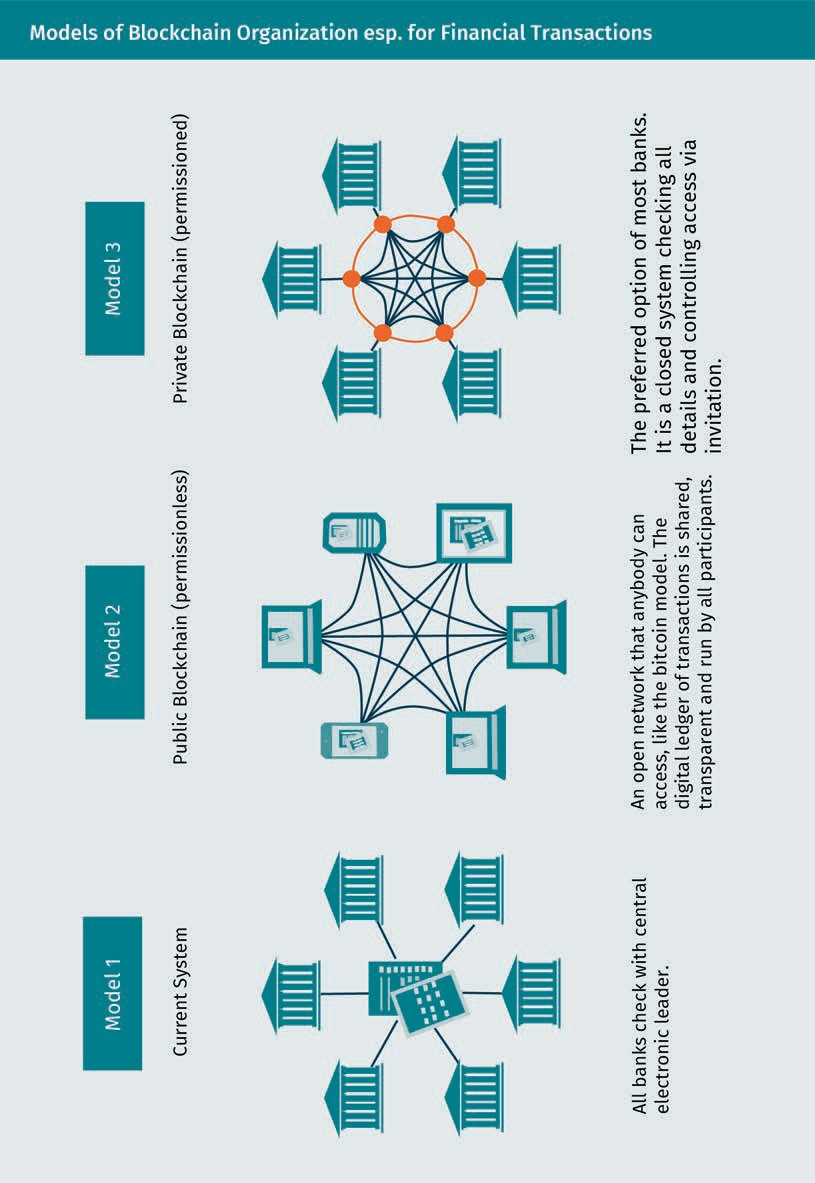 Models of Blockchain Organization esp. for Financial Transactions
Model 1
Current System
All banks check with central
electronic leader.
Model 2
Public Blockchain (permissionless)
An open network that anybody can
access, like the bitcoin model. The
digital ledger of transactions is shared,
transparent and run by all participants.
Model 3
Private Blockchain (permissioned)
The preferred option of most banks.
It is a closed system checking all
details and controlling access via
invitation.